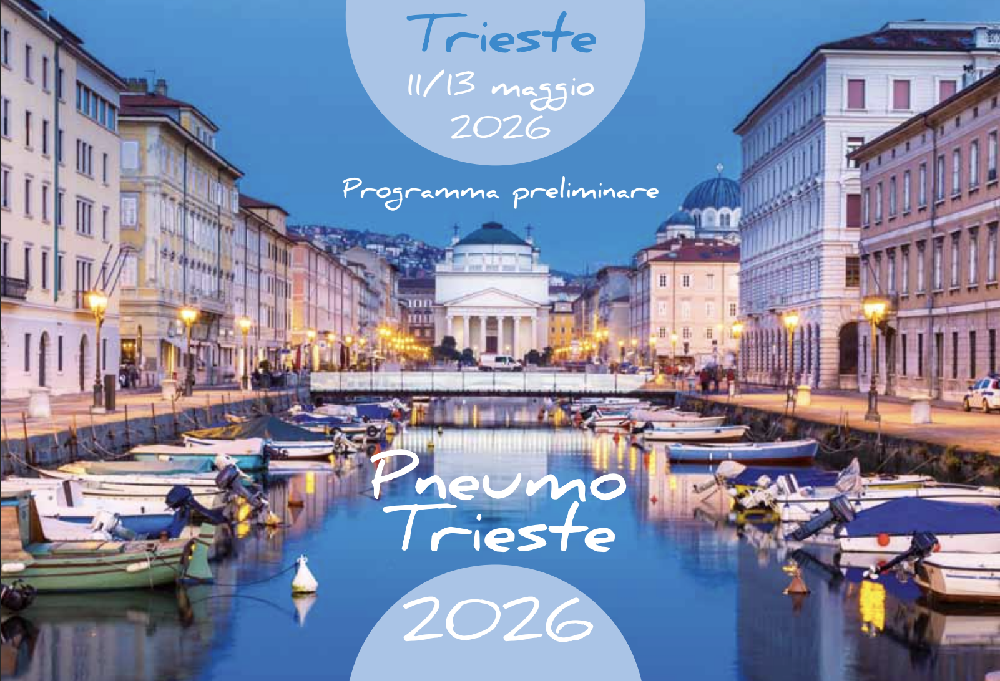 Trieste
11/13 maggio
2026
Programma preliminare
Pneumo
Trieste
2026